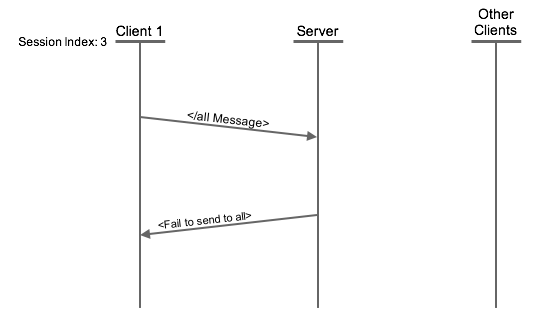 Other
Clients
Client 1
Server
Session Index: 3
</all Message>
<Fail to send to all>